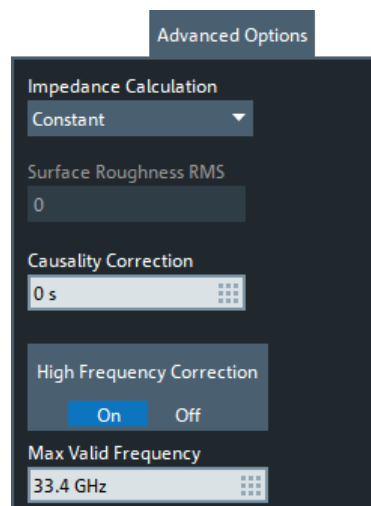 Advanced Options
Impedance Calculation
Constant
Surface Roughness RMS
0
Causality Correction
0 s
High Frequency Correction
On Off
Max Valid Frequency
33.4 GHz